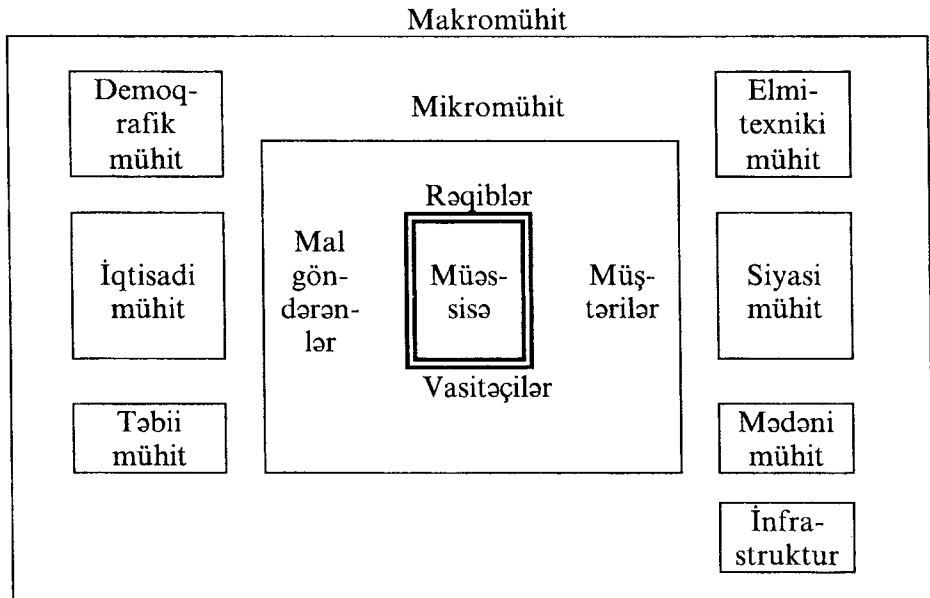 Makromühit
Demoq-
rafik
mühit
Mikromühit
Elmi-
texniki
mühit
İqtisadi
mühit
Mal
gön-
dərən-
lər
Rəqiblər
Müəs-
sisə
Vasitəçilər
Müş-
tərilər
Siyasi
mühit
Təbii
mühit
Mədəni
mühit
İnfra-
struktur